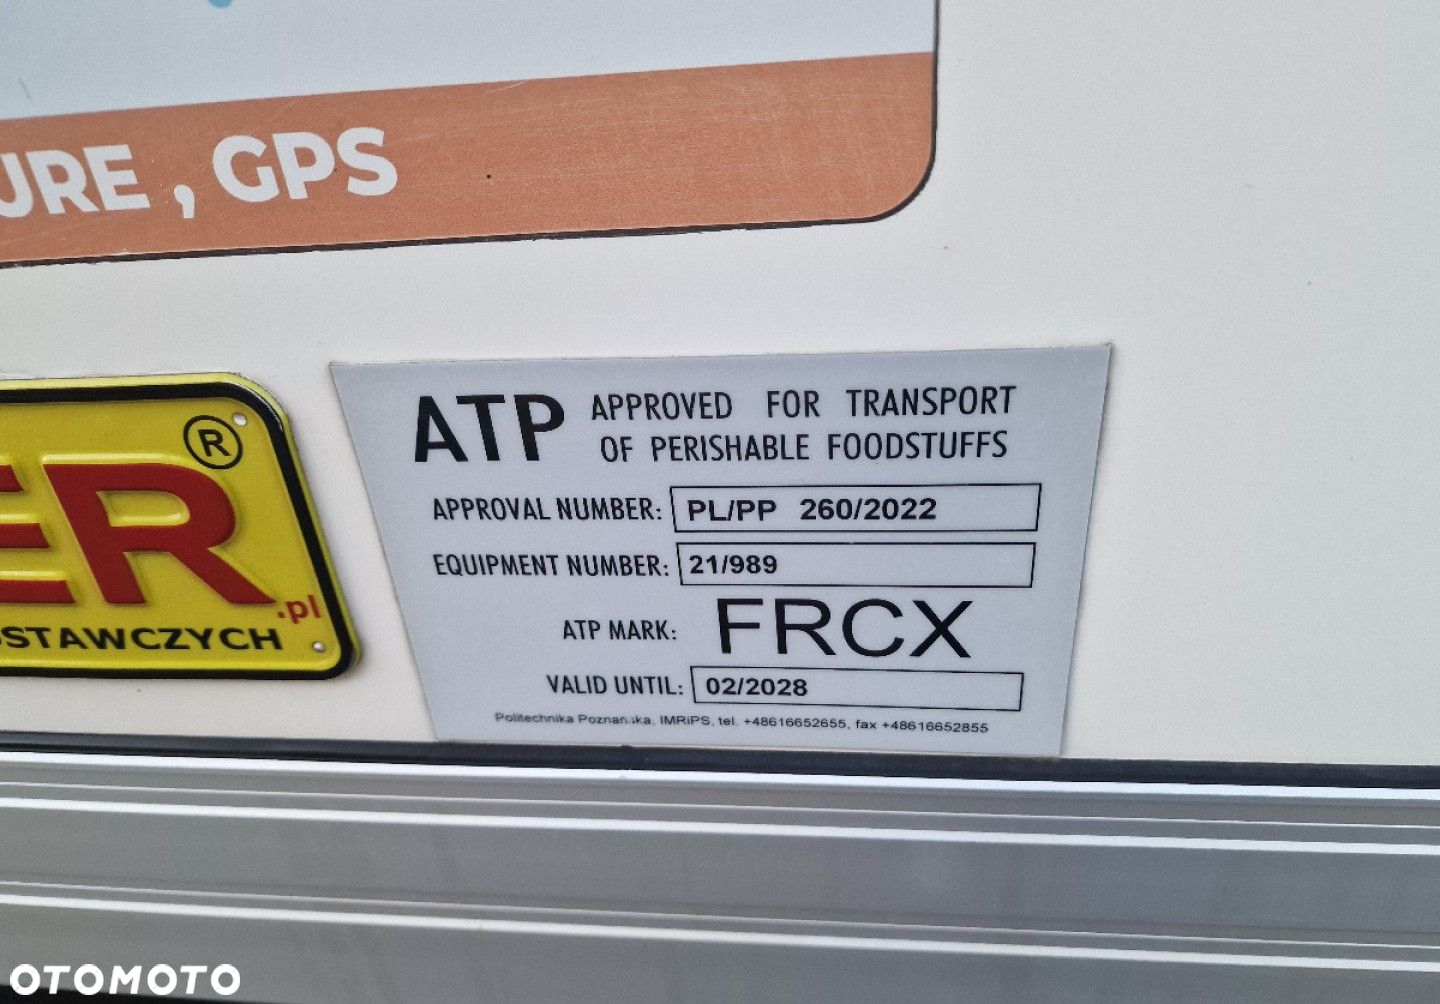 URE , GPS
ER®
.pl
STAWCZYCH
ATP APPROVED FOR TRANSPORT
OF PERISHABLE FOODSTUFFS
APPROVAL NUMBER: PL/PP 260/2022
EQUIPMENT NUMBER: 21/989
ATP MARK: FRCX
VALID UNTIL: 02/2028
Politechnika Poznańska, IMRiPS, tel. +48616652655, fax +48616652855
OTOMOTO